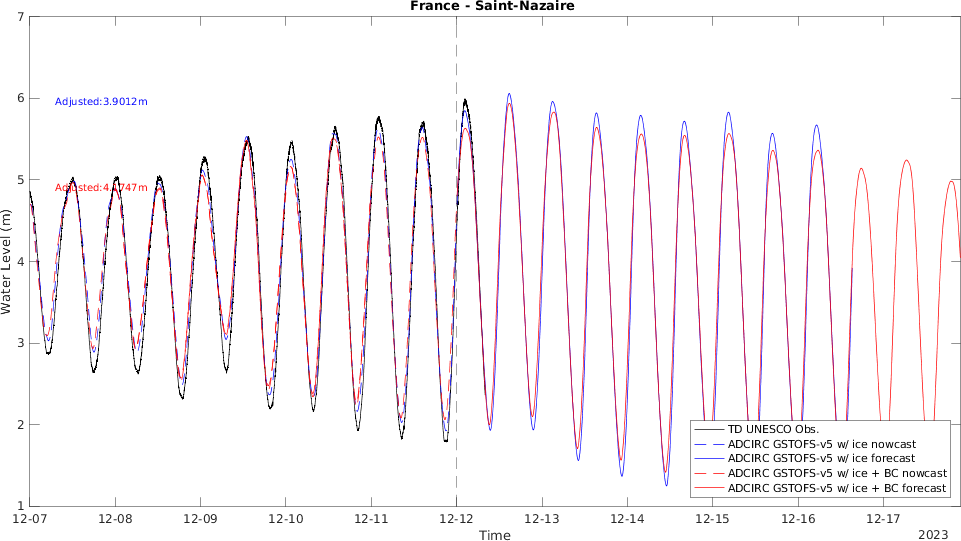 France - Saint-Nazaire
7
6
5
4
3
2
1
Water Level (m)
Adjusted:3.9012m
TD UNESCO Obs.
ADCIRC GSTOFS-v5 w/ ice nowcast
ADCIRC GSTOFS-v5 w/ ice forecast
ADCIRC GSTOFS-v5 w/ ice + BC nowcast
ADCIRC GSTOFS-v5 w/ ice + BC forecast
12-07 12-08 12-09 12-10 12-11 12-12 12-13 12-14 12-15 12-16 12-17
Time
2023